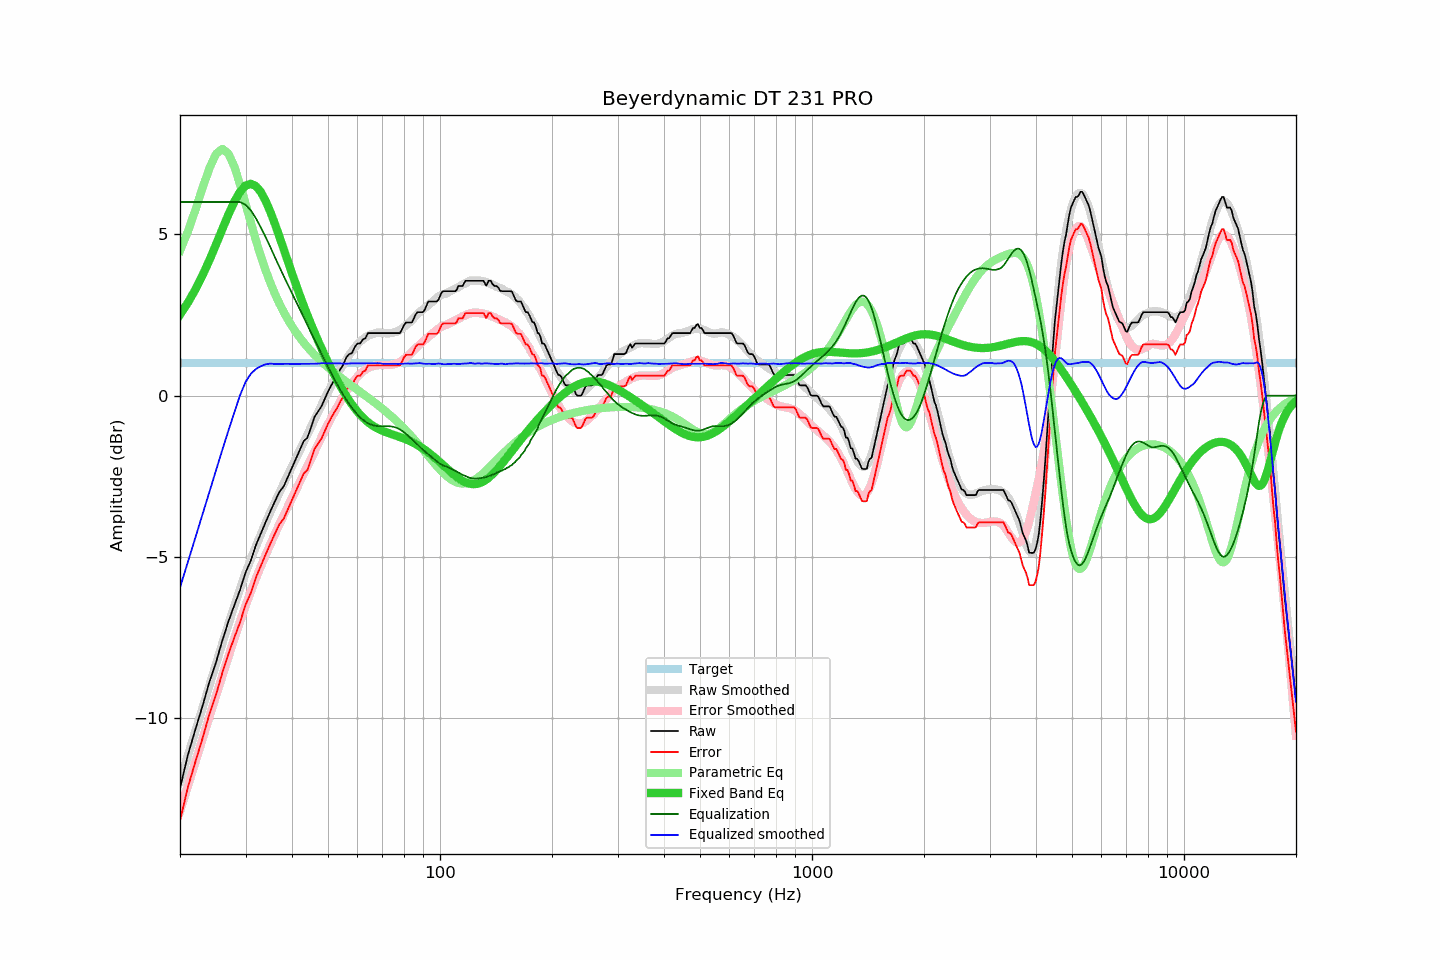 Beyerdynamic DT 231 PRO
Amplitude (dBr)
5
0
−5
−10
Target
Raw Smoothed
Error Smoothed
Raw
Error
Parametric Eq
Fixed Band Eq
Equalization
Equalized smoothed
100
1000
10000
Frequency (Hz)